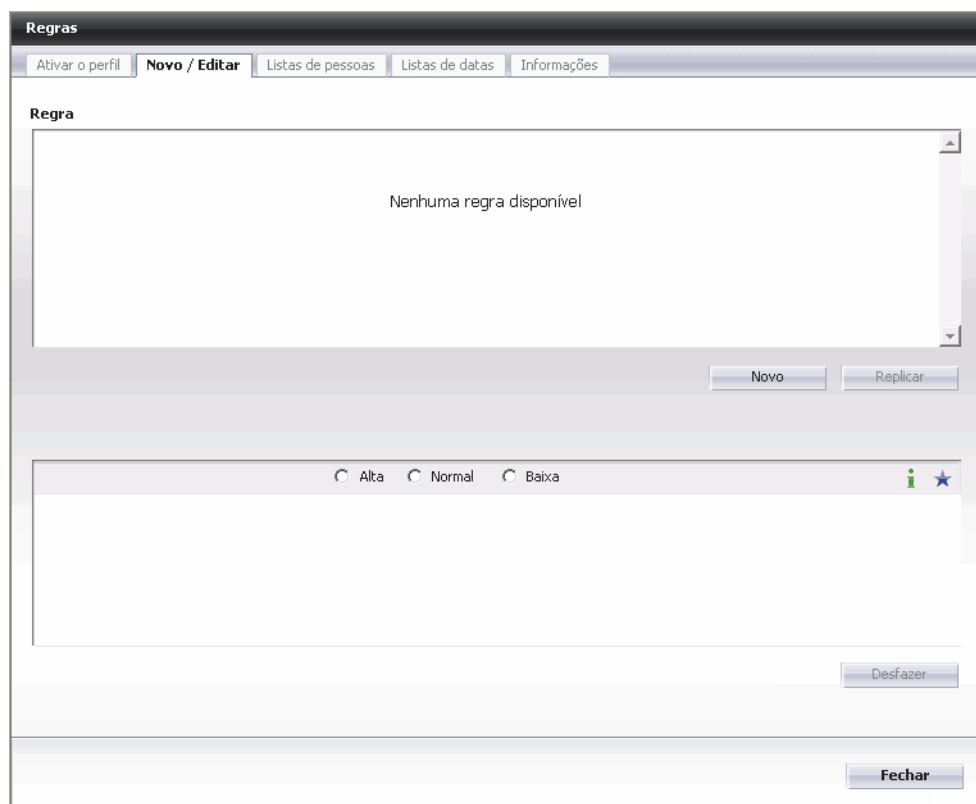 Regras
Ativar o perfil Novo / Editar Listas de pessoas Listas de datas Informações
Regra
Nenhuma regra disponível
Novo Replicar
Alta Normal Baixa
Desfazer
Fechar